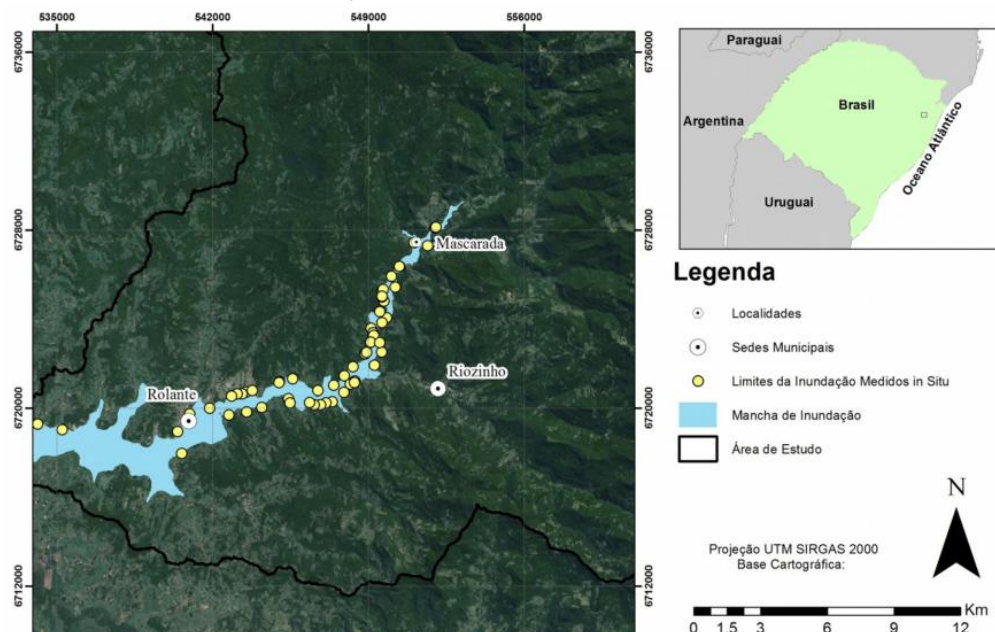 535000
542000
549000
556000
6736000
6728000
6720000
6712000
6736000
6728000
6720000
6712000
Mascarada
Riozinho
Rolante
Paraguai
Brasil
Argentina
Uruguai
Oceano Atlântico
Legenda
Localidades
Sedes Municipais
Limites da Inundação Medidos in Situ
Mancha de Inundação
Área de Estudo
N
Projeção UTM SIRGAS 2000
Base Cartográfica:
Km
0 1.5 3 6 9 12